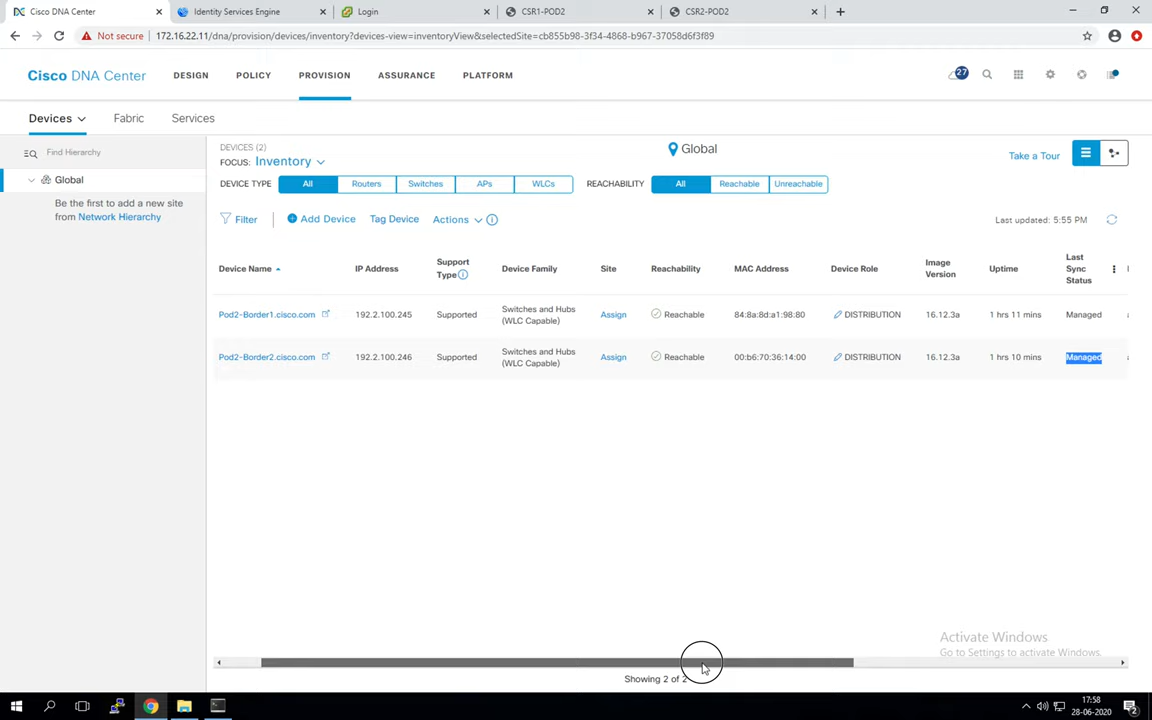 Cisco DNA Center
Identity Services Engine
Login
CSR1-POD2
CSR2-POD2
Not secure
172.16.22.11/dna/provision/devices/inventory?devices-view=inventoryView&selectedSite=cb855b98-3f34-4868-b967-37058d6f3f89
Cisco DNA Center
DESIGN
POLICY
PROVISION
ASSURANCE
PLATFORM
27
Devices
Fabric
Services
Find Hierarchy
Global
Be the first to add a new site
from Network Hierarchy
DEVICES (2)
FOCUS: Inventory
Global
Take a Tour
DEVICE TYPE All Routers Switches APs WLCs REACHABILITY All Reachable Unreachable
Filter Add Device Tag Device Actions
Last updated: 5:55 PM
Device Name IP Address Support Type Device Family Site Reachability MAC Address Device Role Image Version Uptime Last Sync Status
Pod2-Border1.cisco.com 192.2.100.245 Supported Switches and Hubs (WLC Capable) Assign Reachable 84:8a:8d:a1:98:80 DISTRIBUTION 16.12.3a 1 hrs 11 mins Managed
Pod2-Border2.cisco.com 192.2.100.246 Supported Switches and Hubs (WLC Capable) Assign Reachable 00:b6:70:36:14:00 DISTRIBUTION 16.12.3a 1 hrs 10 mins Managed
Activate Windows
Go to Settings to activate Windows.
Showing 2 of 2
17:58
28-06-2020
2